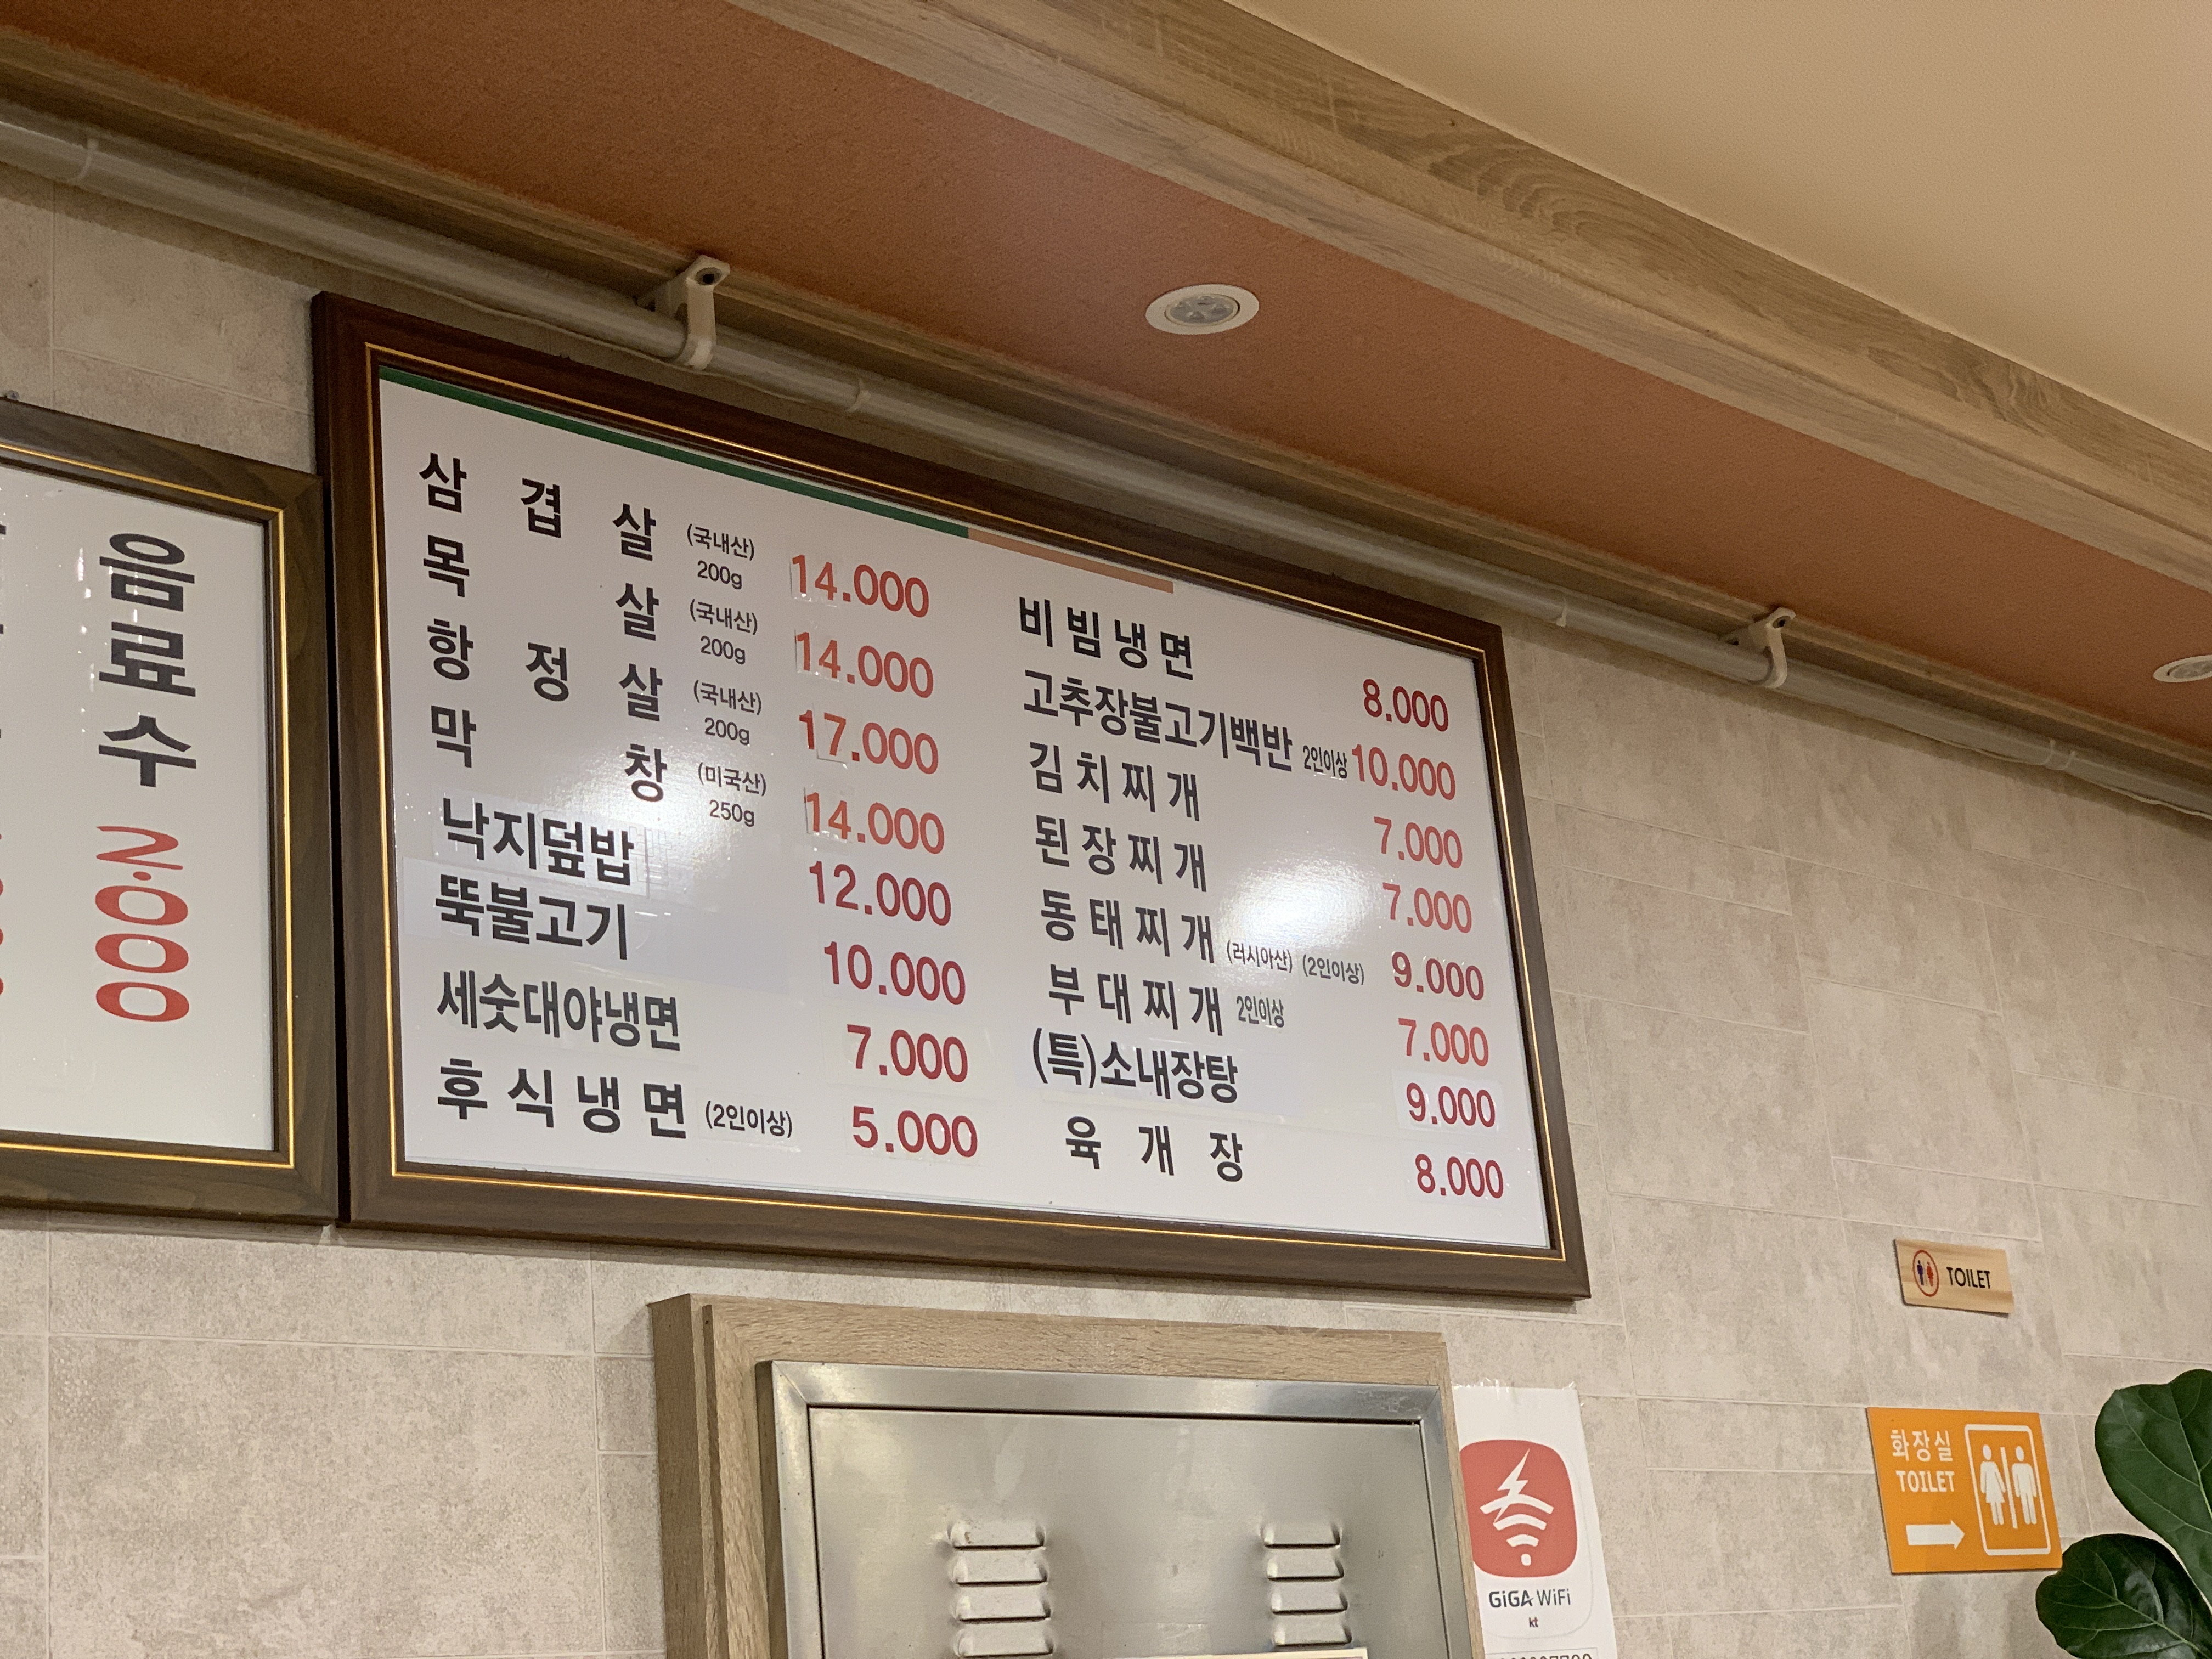 음료수 2.000
삼겹살 (국내산) 200g 14.000
목살 (국내산) 200g 14.000
항정살 (국내산) 200g 17.000
막창 (미국산) 250g 14.000
낙지덮밥 12.000
뚝불고기 10.000
세숫대야냉면 7.000
후식냉면 (2인이상) 5.000
비빔냉면 8.000
고추장불고기백반 2인이상 10.000
김치찌개 7.000
된장찌개 7.000
동태찌개 (러시아산) (2인이상) 9.000
부대찌개 2인이상 7.000
(특)소내장탕 9.000
육개장 8.000
TOILET
화장실
TOILET
GiGA WiFi
kt